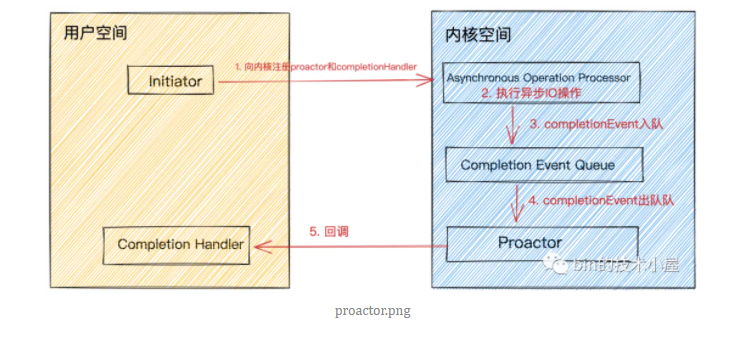 用户空间
内核空间
Initiator
1. 向内核注册proactor和completionHandler
Asynchronous Operation Processor
2. 执行异步IO操作
3. completionEvent入队
Completion Event Queue
4. completionEvent出队队
Completion Handler
5. 回调
Proactor
bin的技术小屋
proactor.png